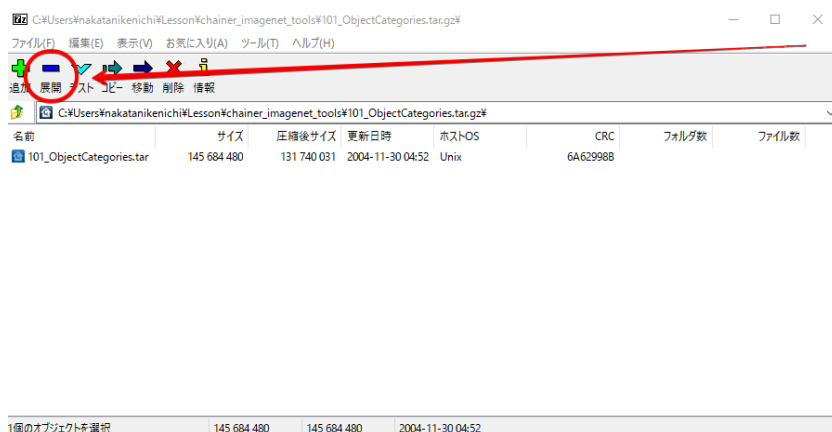 7z C:¥Users¥nakatanikenichi¥Lesson¥chainer_imagenet_tools¥101_ObjectCategories.tar.gz¥
ファイル(F) 編集(E) 表示(V) お気に入り(A) ツール(T) ヘルプ(H)
追加 展開 テスト コピー 移動 削除 情報
C:¥Users¥nakatanikenichi¥Lesson¥chainer_imagenet_tools¥101_ObjectCategories.tar.gz¥
名前 サイズ 圧縮後サイズ 更新日時 ホストOS CRC フォルダ数 ファイル数
101_ObjectCategories.tar 145 684 480 131 740 031 2004-11-30 04:52 Unix 6A62998B
1個のオブジェクトを選択 145 684 480 145 684 480 2004-11-30 04:52